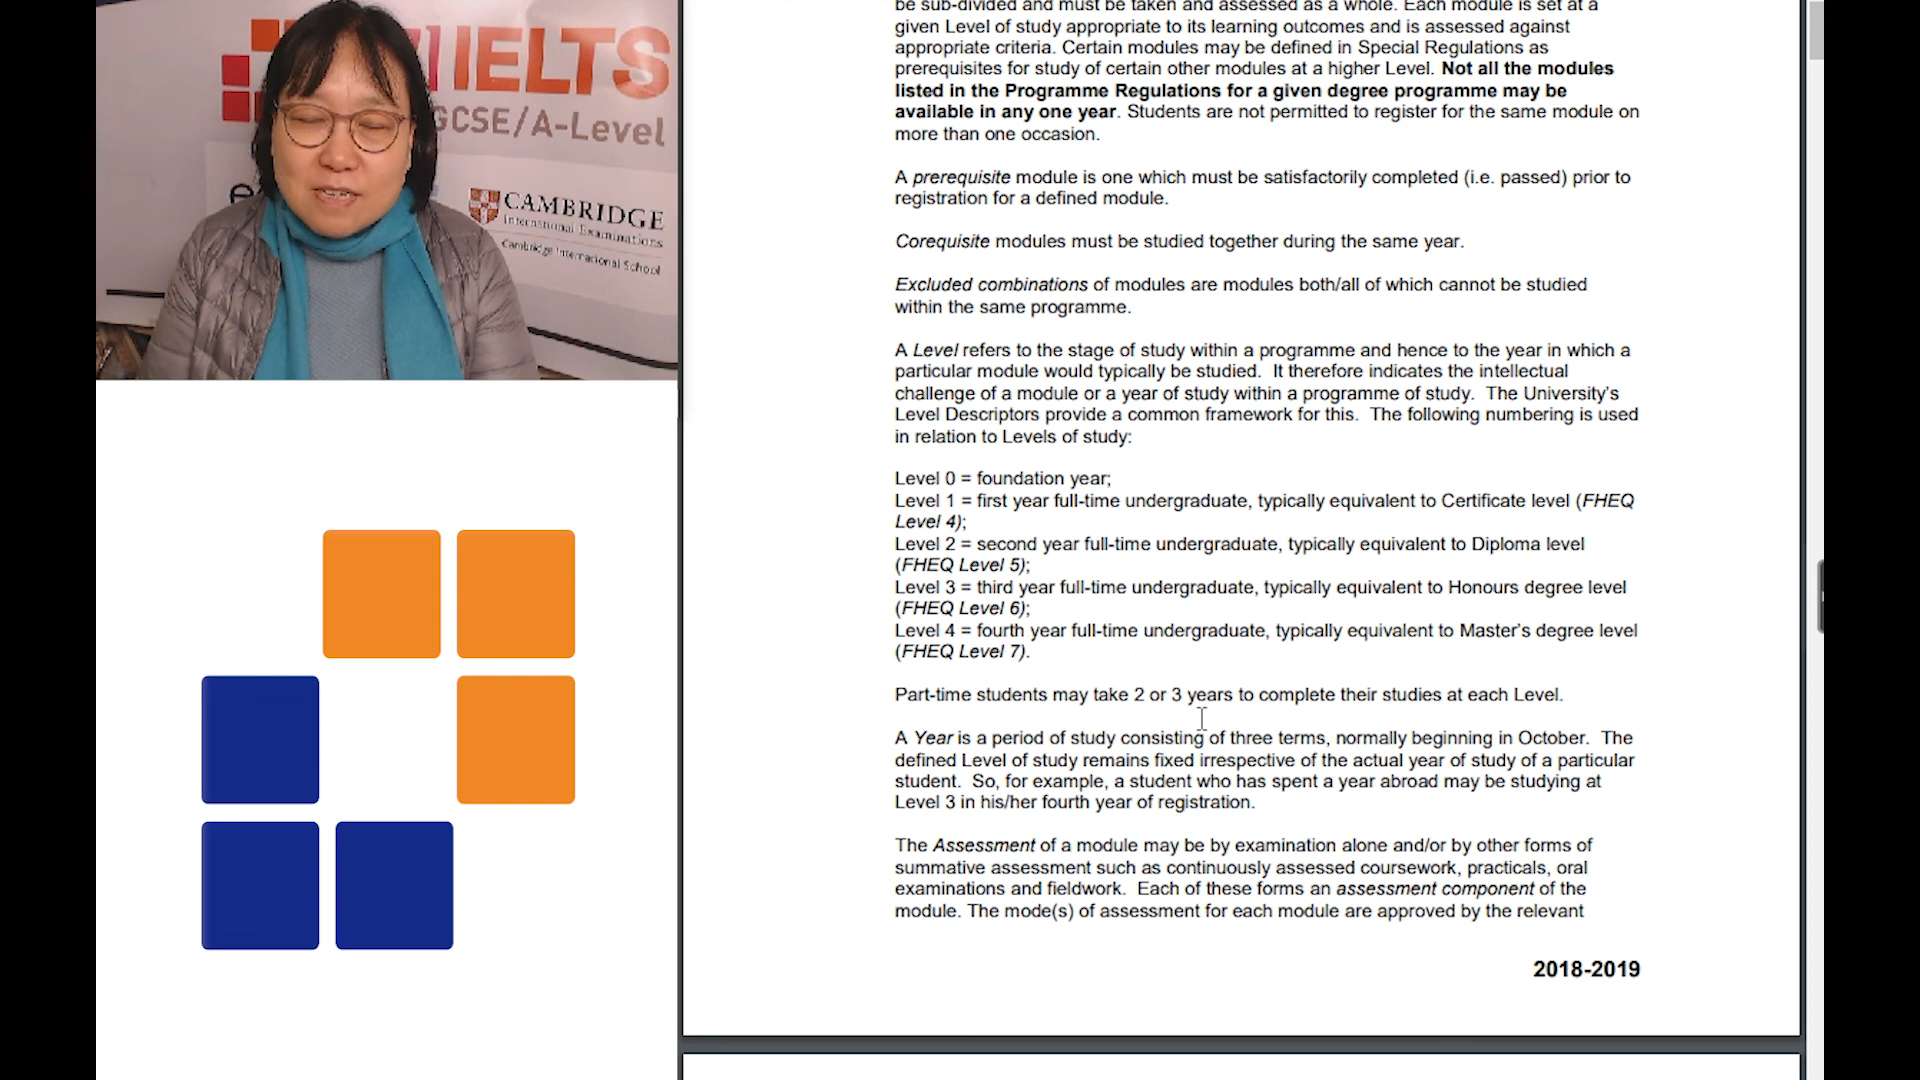 IELTS
GCSE/A-Level
CAMBRIDGE
International Examinations
Cambridge International School
be sub-divided and must be taken and assessed as a whole. Each module is set at a
given Level of study appropriate to its learning outcomes and is assessed against
appropriate criteria. Certain modules may be defined in Special Regulations as
prerequisites for study of certain other modules at a higher Level. Not all the modules
listed in the Programme Regulations for a given degree programme may be
available in any one year. Students are not permitted to register for the same module on
more than one occasion.
A prerequisite module is one which must be satisfactorily completed (i.e. passed) prior to
registration for a defined module.
Corequisite modules must be studied together during the same year.
Excluded combinations of modules are modules both/all of which cannot be studied
within the same programme.
A Level refers to the stage of study within a programme and hence to the year in which a
particular module would typically be studied. It therefore indicates the intellectual
challenge of a module or a year of study within a programme of study. The University's
Level Descriptors provide a common framework for this. The following numbering is used
in relation to Levels of study:
Level 0 = foundation year;
Level 1 = first year full-time undergraduate, typically equivalent to Certificate level (FHEQ
Level 4);
Level 2 = second year full-time undergraduate, typically equivalent to Diploma level
(FHEQ Level 5);
Level 3 = third year full-time undergraduate, typically equivalent to Honours degree level
(FHEQ Level 6);
Level 4 = fourth year full-time undergraduate, typically equivalent to Master's degree level
(FHEQ Level 7).
Part-time students may take 2 or 3 years to complete their studies at each Level.
A Year is a period of study consisting of three terms, normally beginning in October. The
defined Level of study remains fixed irrespective of the actual year of study of a particular
student. So, for example, a student who has spent a year abroad may be studying at
Level 3 in his/her fourth year of registration.
The Assessment of a module may be by examination alone and/or by other forms of
summative assessment such as continuously assessed coursework, practicals, oral
examinations and fieldwork. Each of these forms an assessment component of the
module. The mode(s) of assessment for each module are approved by the relevant
2018-2019